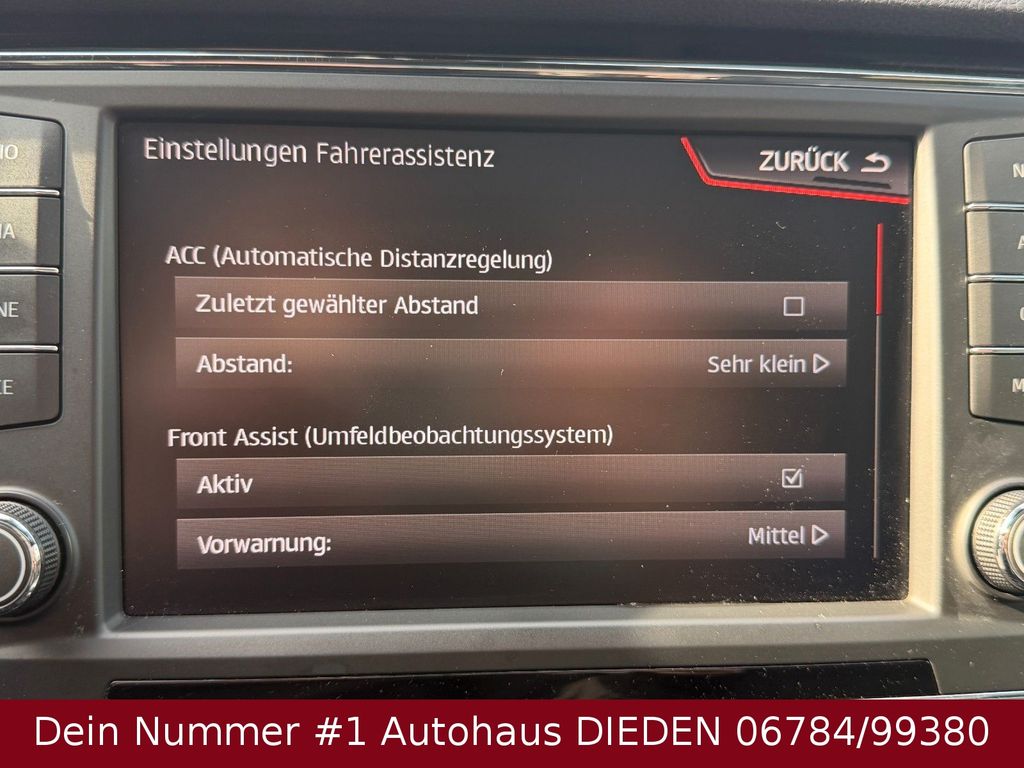 Einstellungen Fahrerassistenz
ZURÜCK
ACC (Automatische Distanzregelung)
Zuletzt gewählter Abstand
Abstand: Sehr klein
Front Assist (Umfeldbeobachtungssystem)
Aktiv
Vorwarnung: Mittel
Dein Nummer #1 Autohaus DIEDEN 06784/99380